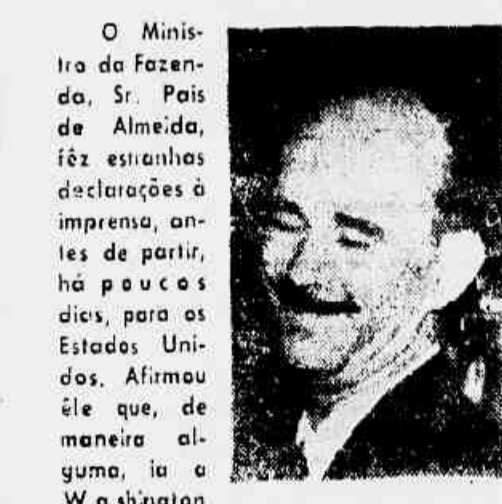 O Minis-
tro da Fazen-
da, Sr. Pais
de Almeida,
fêz estranhas
declarações à
imprensa, an-
tes de partir,
há poucos
dias, para os
Estados Uni-
dos. Afirmou
êle que, de
maneira al-
guma, ia a
Washington